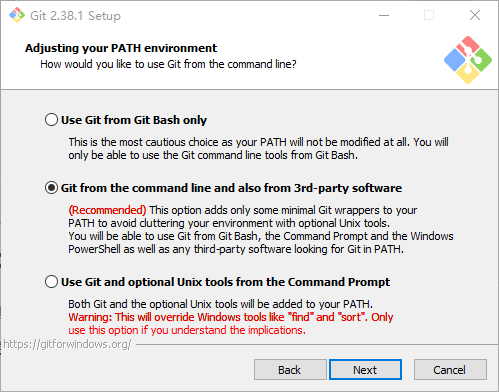 Git 2.38.1 Setup
Adjusting your PATH environment
How would you like to use Git from the command line?
Use Git from Git Bash only
This is the most cautious choice as your PATH will not be modified at all. You will
only be able to use the Git command line tools from Git Bash.
Git from the command line and also from 3rd-party software
(Recommended) This option adds only some minimal Git wrappers to your
PATH to avoid cluttering your environment with optional Unix tools.
You will be able to use Git from Git Bash, the Command Prompt and the Windows
PowerShell as well as any third-party software looking for Git in PATH.
Use Git and optional Unix tools from the Command Prompt
Both Git and the optional Unix tools will be added to your PATH.
Warning: This will override Windows tools like "find" and "sort". Only
use this option if you understand the implications.
https://gitforwindows.org/
Back
Next
Cancel